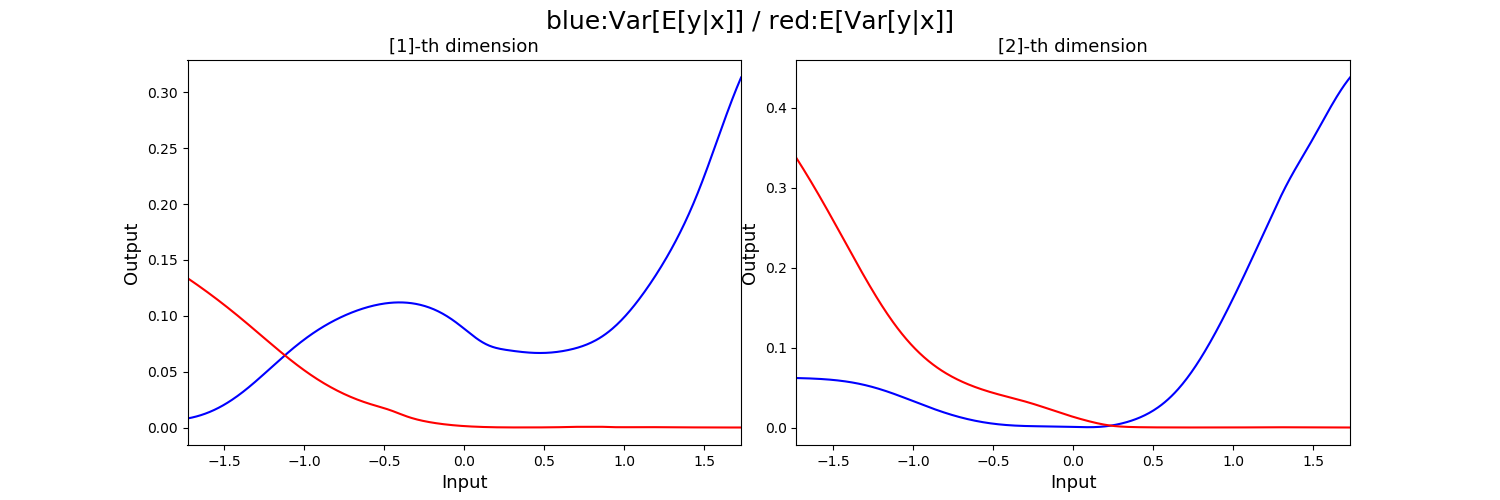 blue:Var[E[y|x]] / red:E[Var[y|x]]
[1]-th dimension
Output
0.30
0.25
0.20
0.15
0.10
0.05
0.00
−1.5 −1.0 −0.5 0.0 0.5 1.0 1.5
Input
[2]-th dimension
Output
0.4
0.3
0.2
0.1
0.0
−1.5 −1.0 −0.5 0.0 0.5 1.0 1.5
Input